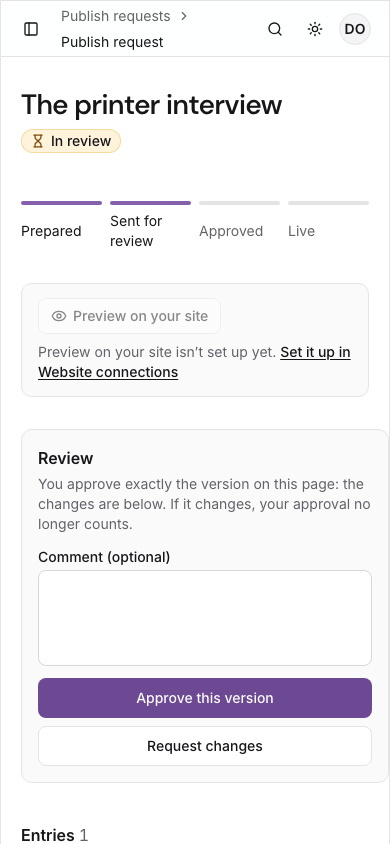 Publish requests
Publish request
DO
The printer interview
In review
Prepared
Sent for
review
Approved
Live
Preview on your site
Preview on your site isn't set up yet. Set it up in
Website connections
Review
You approve exactly the version on this page: the
changes are below. If it changes, your approval no
longer counts.
Comment (optional)
Approve this version
Request changes
Entries 1